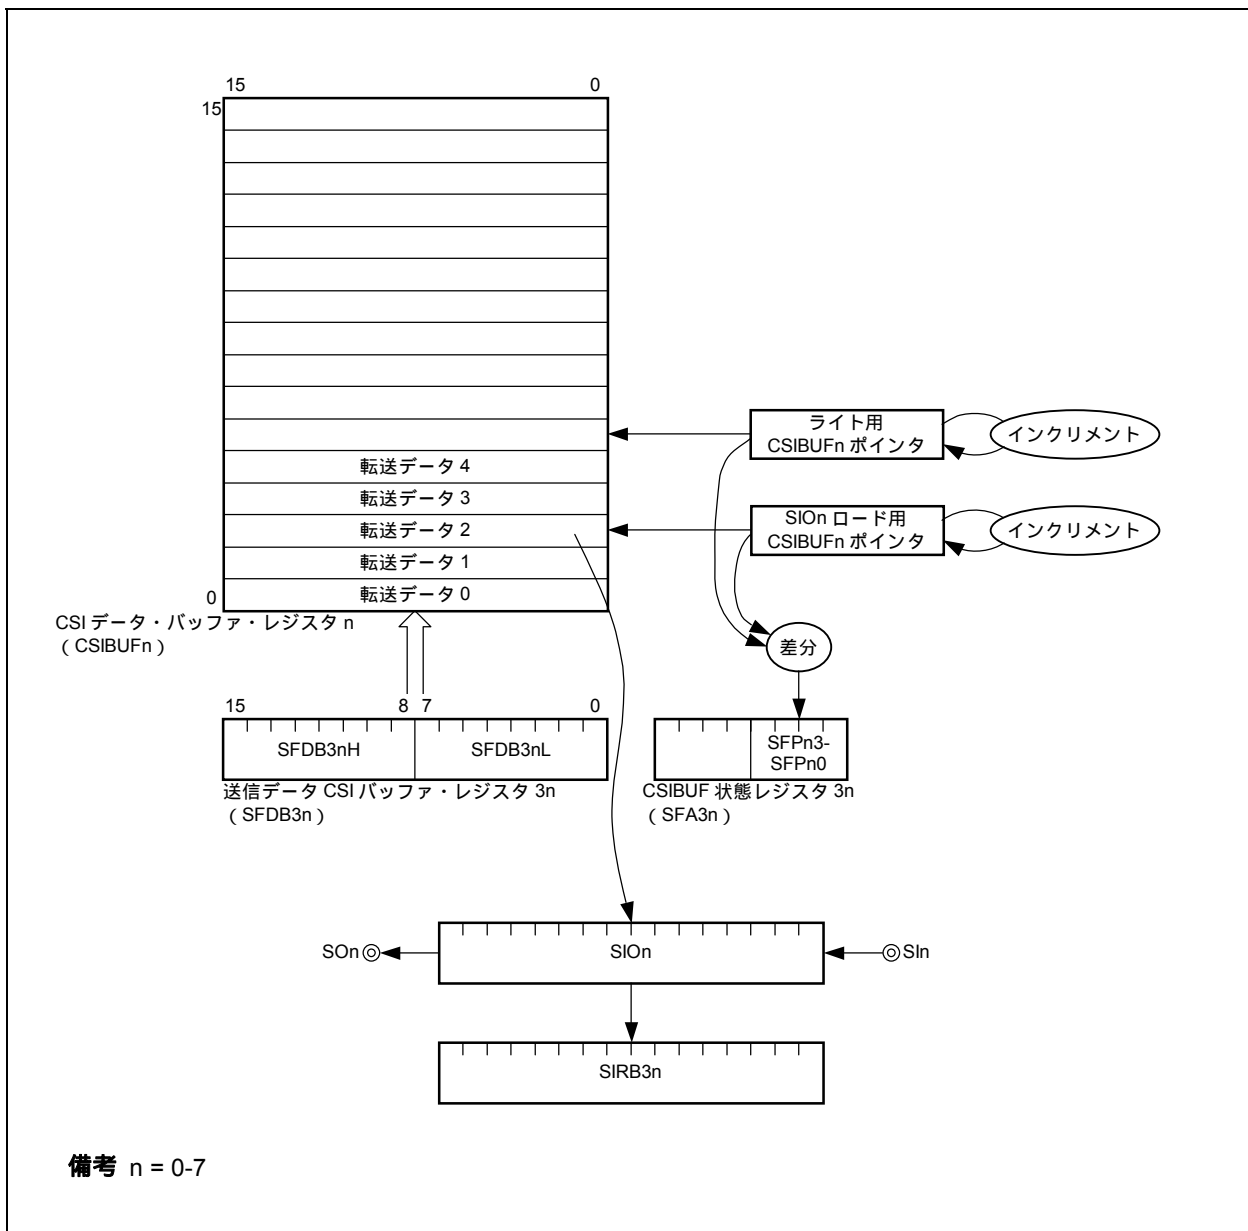 15 0
15
転送データ 4
転送データ 3
転送データ 2
転送データ 1
転送データ 0
0
CSI データ・バッファ・レジスタ n
（CSIBUFn）
ライト用
CSIBUFn ポインタ
インクリメント
SIOn ロード用
CSIBUFn ポインタ
インクリメント
差分
15 8 7 0
SFDB3nH SFDB3nL
送信データ CSI バッファ・レジスタ 3n
（SFDB3n）
SFPn3-
SFPn0
CSIBUF 状態レジスタ 3n
（SFA3n）
SOn SIOn SIn
SIRB3n
備考 n = 0-7